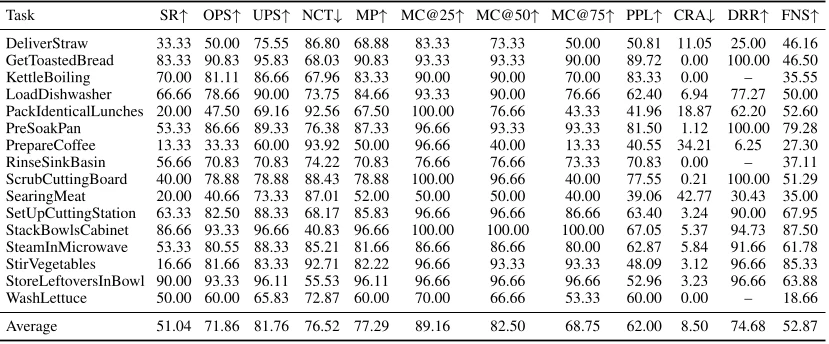 Task SR↑ OPS↑ UPS↑ NCT↓ MP↑ MC@25↑ MC@50↑ MC@75↑ PPL↑ CRA↓ DRR↑ FNS↑
DeliverStraw 33.33 50.00 75.55 86.80 68.88 83.33 73.33 50.00 50.81 11.05 25.00 46.16
GetToastedBread 83.33 90.83 95.83 68.03 90.83 93.33 93.33 90.00 89.72 0.00 100.00 46.50
KettleBoiling 70.00 81.11 86.66 67.96 83.33 90.00 90.00 70.00 83.33 0.00 – 35.55
LoadDishwasher 66.66 78.66 90.00 73.75 84.66 93.33 90.00 76.66 62.40 6.94 77.27 50.00
PackIdenticalLunches 20.00 47.50 69.16 92.56 67.50 100.00 76.66 43.33 41.96 18.87 62.20 52.60
PreSoakPan 53.33 86.66 89.33 76.38 87.33 96.66 93.33 93.33 81.50 1.12 100.00 79.28
PrepareCoffee 13.33 33.33 60.00 93.92 50.00 96.66 40.00 13.33 40.55 34.21 6.25 27.30
RinseSinkBasin 56.66 70.83 70.83 74.22 70.83 76.66 76.66 73.33 70.83 0.00 – 37.11
ScrubCuttingBoard 40.00 78.88 78.88 88.43 78.88 100.00 96.66 40.00 77.55 0.21 100.00 51.29
SearingMeat 20.00 40.66 73.33 87.01 52.00 50.00 50.00 40.00 39.06 42.77 30.43 35.00
SetUpCuttingStation 63.33 82.50 88.33 68.17 85.83 96.66 96.66 86.66 63.40 3.24 90.00 67.95
StackBowlsCabinet 86.66 93.33 96.66 40.83 96.66 100.00 100.00 100.00 67.05 5.37 94.73 87.50
SteamInMicrowave 53.33 80.55 88.33 85.21 81.66 86.66 86.66 80.00 62.87 5.84 91.66 61.78
StirVegetables 16.66 81.66 83.33 92.71 82.22 96.66 93.33 93.33 48.09 3.12 96.66 85.33
StoreLeftoversInBowl 90.00 93.33 96.11 55.53 96.11 96.66 96.66 96.66 52.96 3.23 96.66 63.88
WashLettuce 50.00 60.00 65.83 72.87 60.00 70.00 66.66 53.33 60.00 0.00 – 18.66
Average 51.04 71.86 81.76 76.52 77.29 89.16 82.50 68.75 62.00 8.50 74.68 52.87